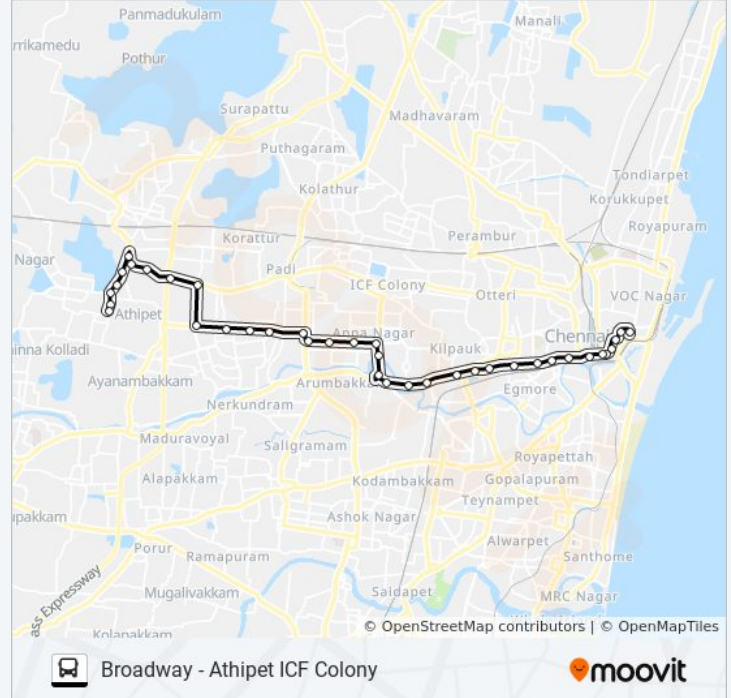 Panmadukulam
Manali
rrikamedu
Pothur
Surapattu
Madhavaram
Puthagaram
Kolathur
Tondiarpet
Korukkupet
Royapuram
Korattur
Perambur
Nagar
Padi
ICF Colony
Otteri
VOC Nagar
Athipet
Anna Nagar
Chennai
inna Kolladi
Kilpauk
Ayanambakkam
Arumbakka
Egmore
Nerkundram
Maduravoyal
Saligramam
Royapettah
Alapakkam
Kodambakkam
Gopalapuram
Teynampet
ipakkam
Ashok Nagar
Alwarpet
Porur
Ramapuram
Santhome
ass Expressway
Mugalivakkam
Saidapet
MRC Nagar
Kolapakkam
© OpenStreetMap contributors | © OpenMapTiles
Broadway - Athipet ICF Colony
moovit